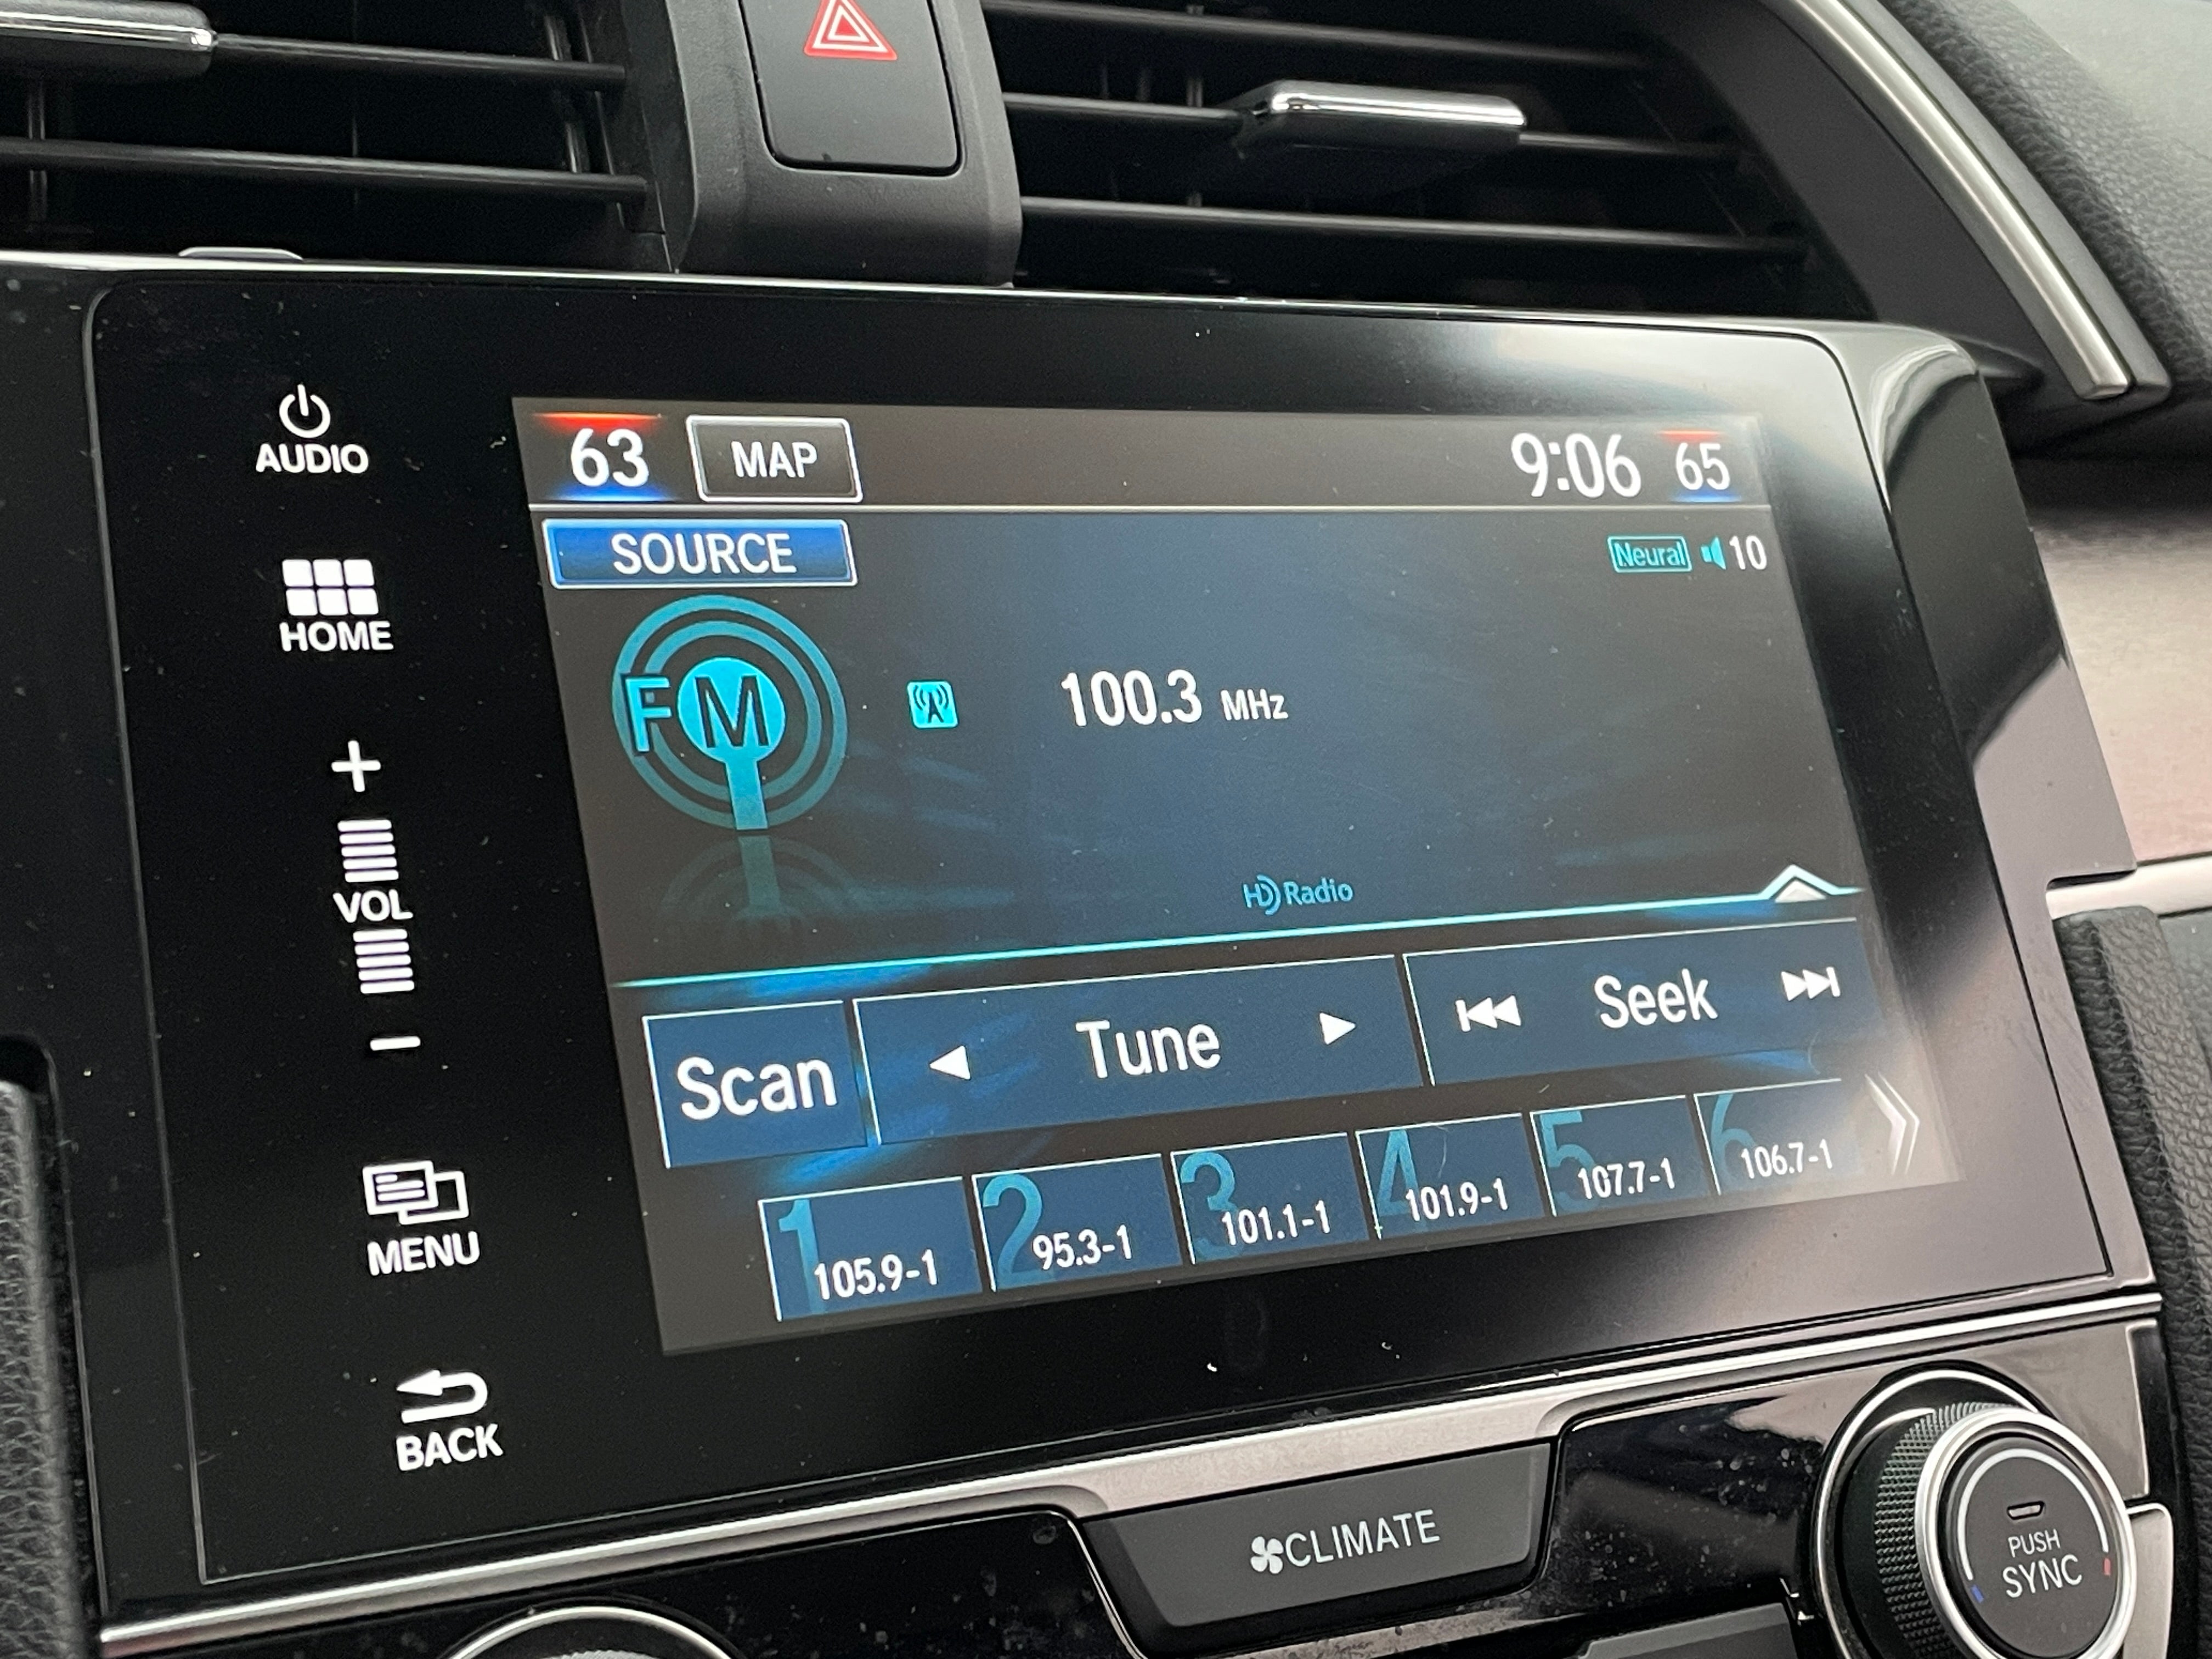 AUDIO
HOME
VOL
MENU
BACK
63 MAP 9:06 65
SOURCE Neural 10
FM 100.3 MHz
HD Radio
Scan Tune Seek
1 105.9-1
2 95.3-1
3 101.1-1
4 101.9-1
5 107.7-1
6 106.7-1
CLIMATE
PUSH
SYNC